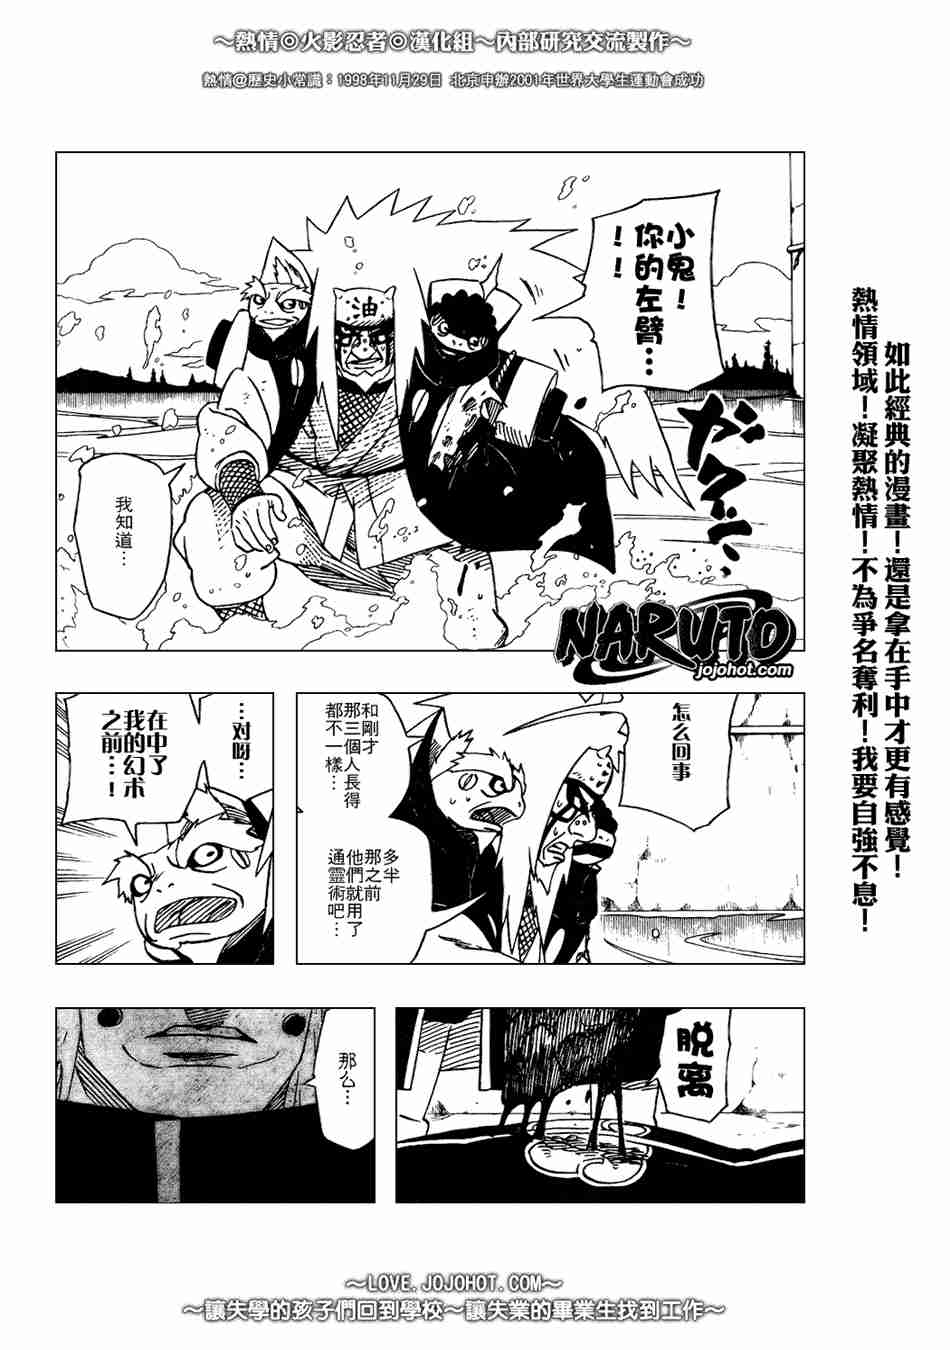 ～熱情◎火影忍者◎漢化組～內部研究交流製作～
熱情@歷史小常識：1998年11月29日 北京申辦2001年世界大學生運動會成功
小鬼！
你的左臂…
！！
油
ガクン、
我知道…
NARUTO
jojohot.com
如此經典的漫畫！還是拿在手中才更有感覺！
熱情領域！凝聚熱情！不為爭名奪利！我要自強不息！
怎么回事
和剛才
那三個人長得
都不一樣…
多半
那之前
他們就用了
通靈術吧…
…对呀…
在中了
我的幻术
之前…！
脱离
那么…
～LOVE.JOJOHOT.COM～
～讓失學的孩子們回到學校～讓失業的畢業生找到工作～